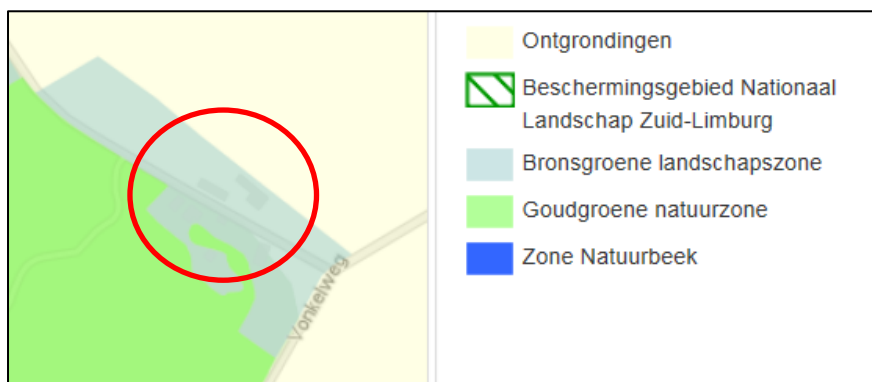 Vonkelweg
Ontgrondingen
Beschermingsgebied Nationaal
Landschap Zuid-Limburg
Bronsgroene landschapszone
Goudgroene natuurzone
Zone Natuurbeek